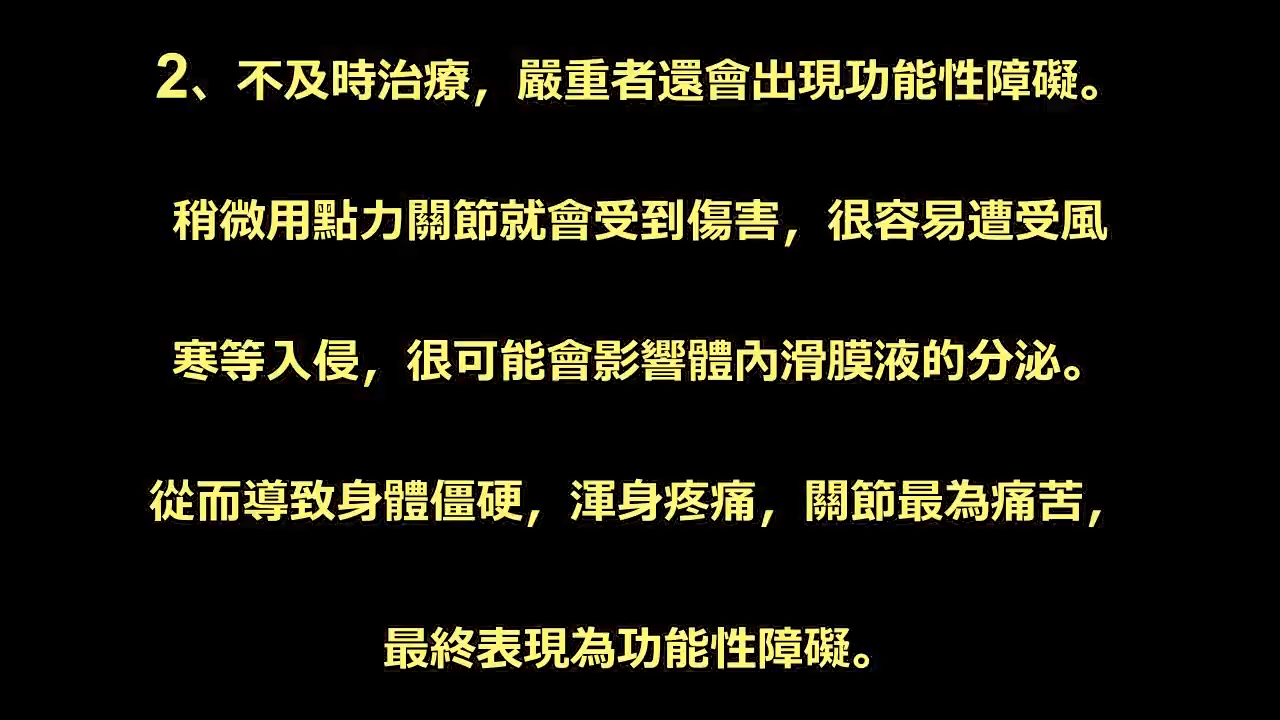 2、不及時治療，嚴重者還會出現功能性障礙。
稍微用點力關節就會受到傷害，很容易遭受風
寒等入侵，很可能會影響體內滑膜液的分泌。
從而導致身體僵硬，渾身疼痛，關節最為痛苦，
最終表現為功能性障礙。